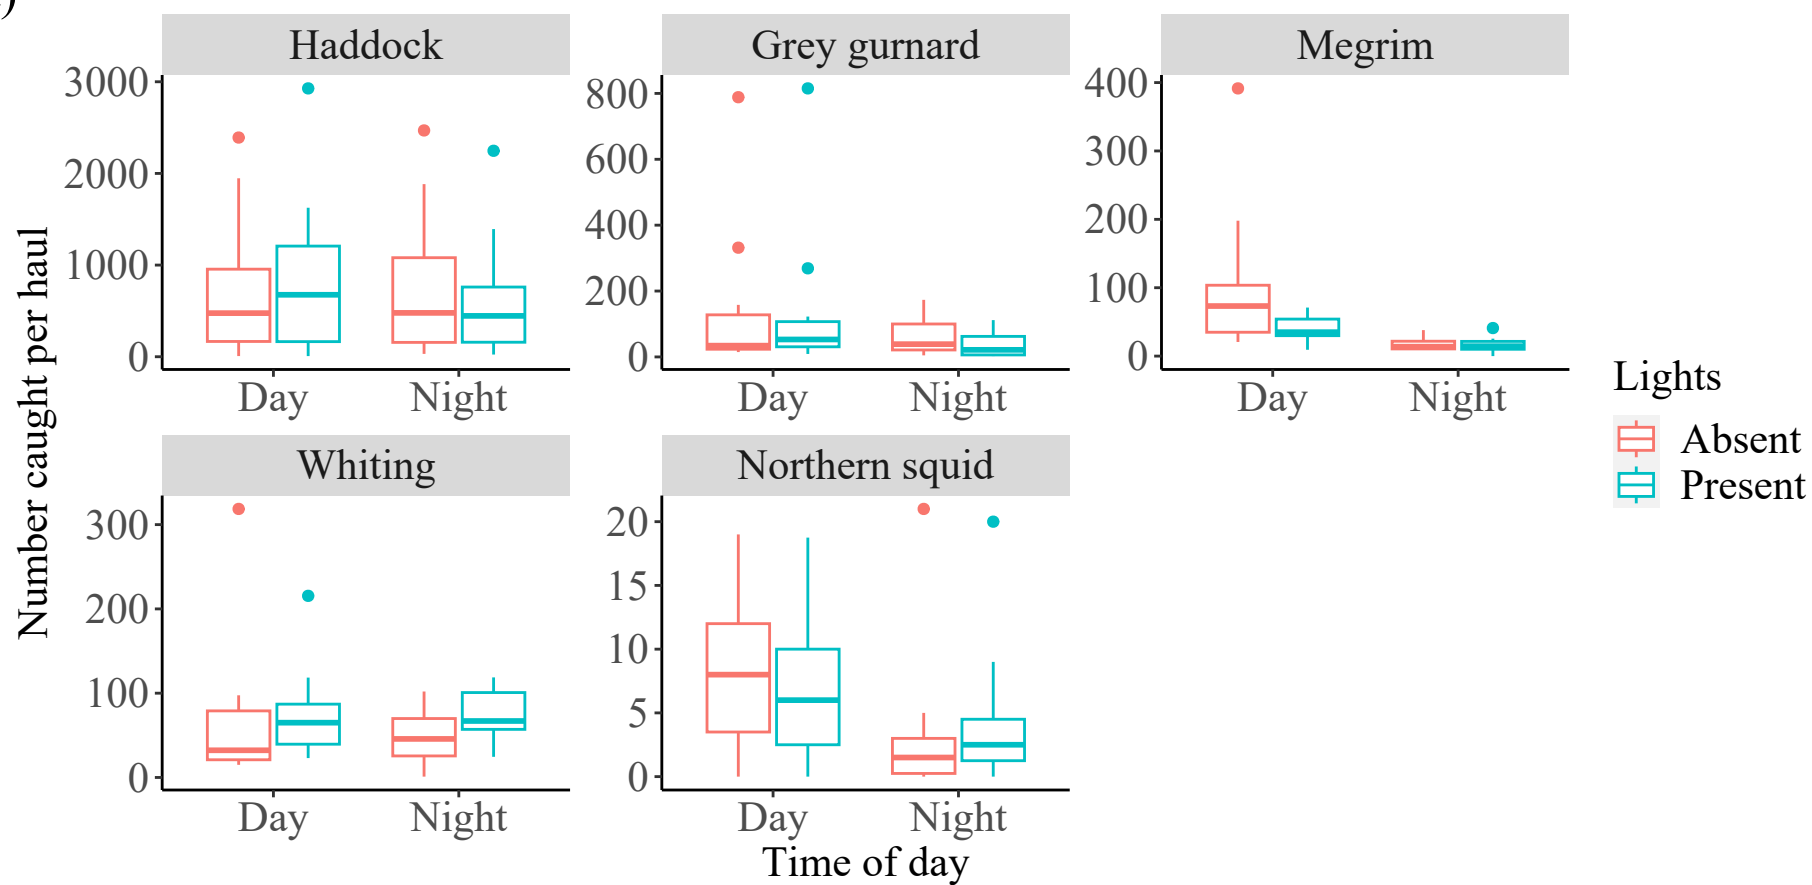 )
Haddock Grey gurnard Megrim
3000
2000
1000
0
800
600
400
200
0
400
300
200
100
0
Day Night Day Night Day Night
Number caught per haul
Whiting Northern squid
300
200
100
0
20
15
10
5
0
Day Night Day Night
Time of day
Lights
Absent
Present